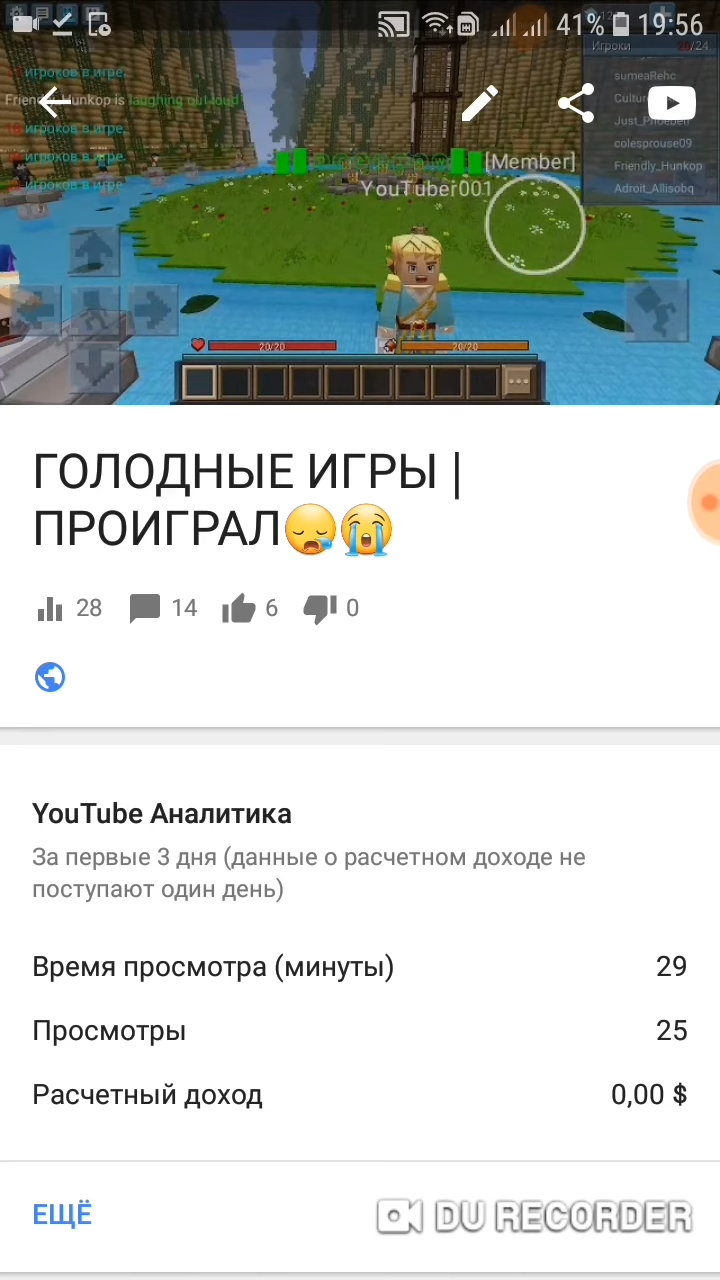 41% 19:56
Игроки 20/24
игроков в игре.
sumeaRehc
Hunkop is laughing out loud
игроков в игре.
colesprouse09
игроков в игре.
[Member]
Friendly_Hunkop
игроков в игре
YouTuber001
Adroit_Allisobq
20/20 20/20
ГОЛОДНЫЕ ИГРЫ |
ПРОИГРАЛ😪😭
28 14 6 0
YouTube Аналитика
За первые 3 дня (данные о расчетном доходе не
поступают один день)
Время просмотра (минуты) 29
Просмотры 25
Расчетный доход 0,00 $
ЕЩЁ
DU RECORDER